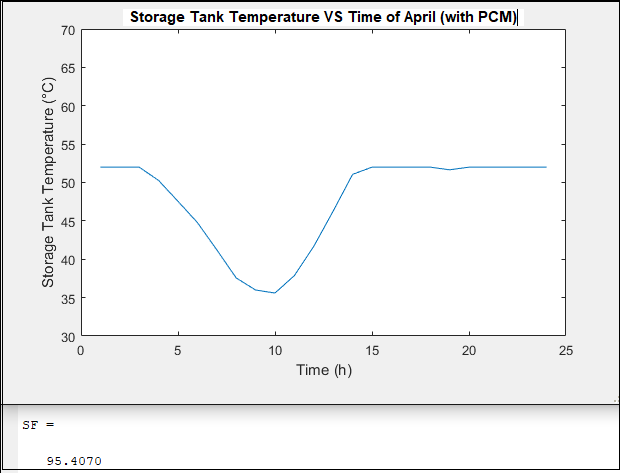 Storage Tank Temperature VS Time of April (with PCM)
70
65
60
55
50
45
40
35
30
Storage Tank Temperature (°C)
0 5 10 15 20 25
Time (h)
SF =
95.4070